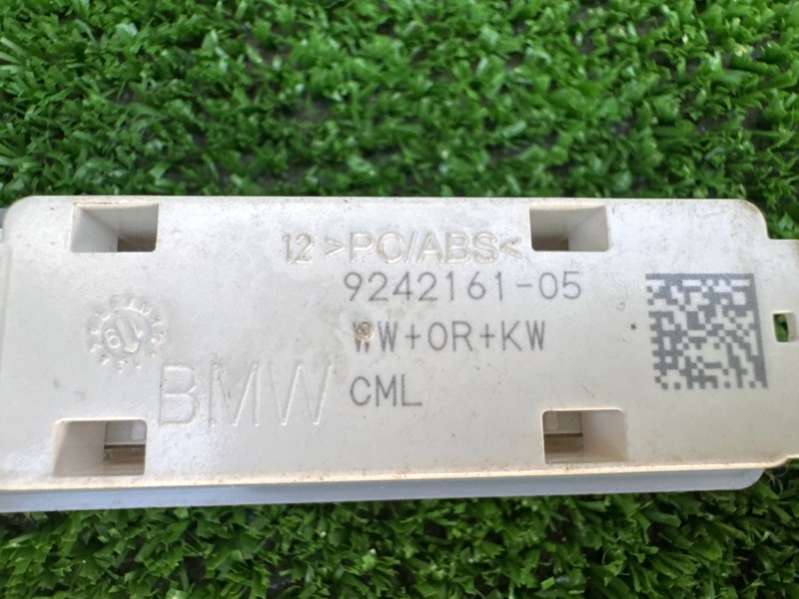 12 >PC/ABS<
9242161-05
WW+OR+KW
BMW CML